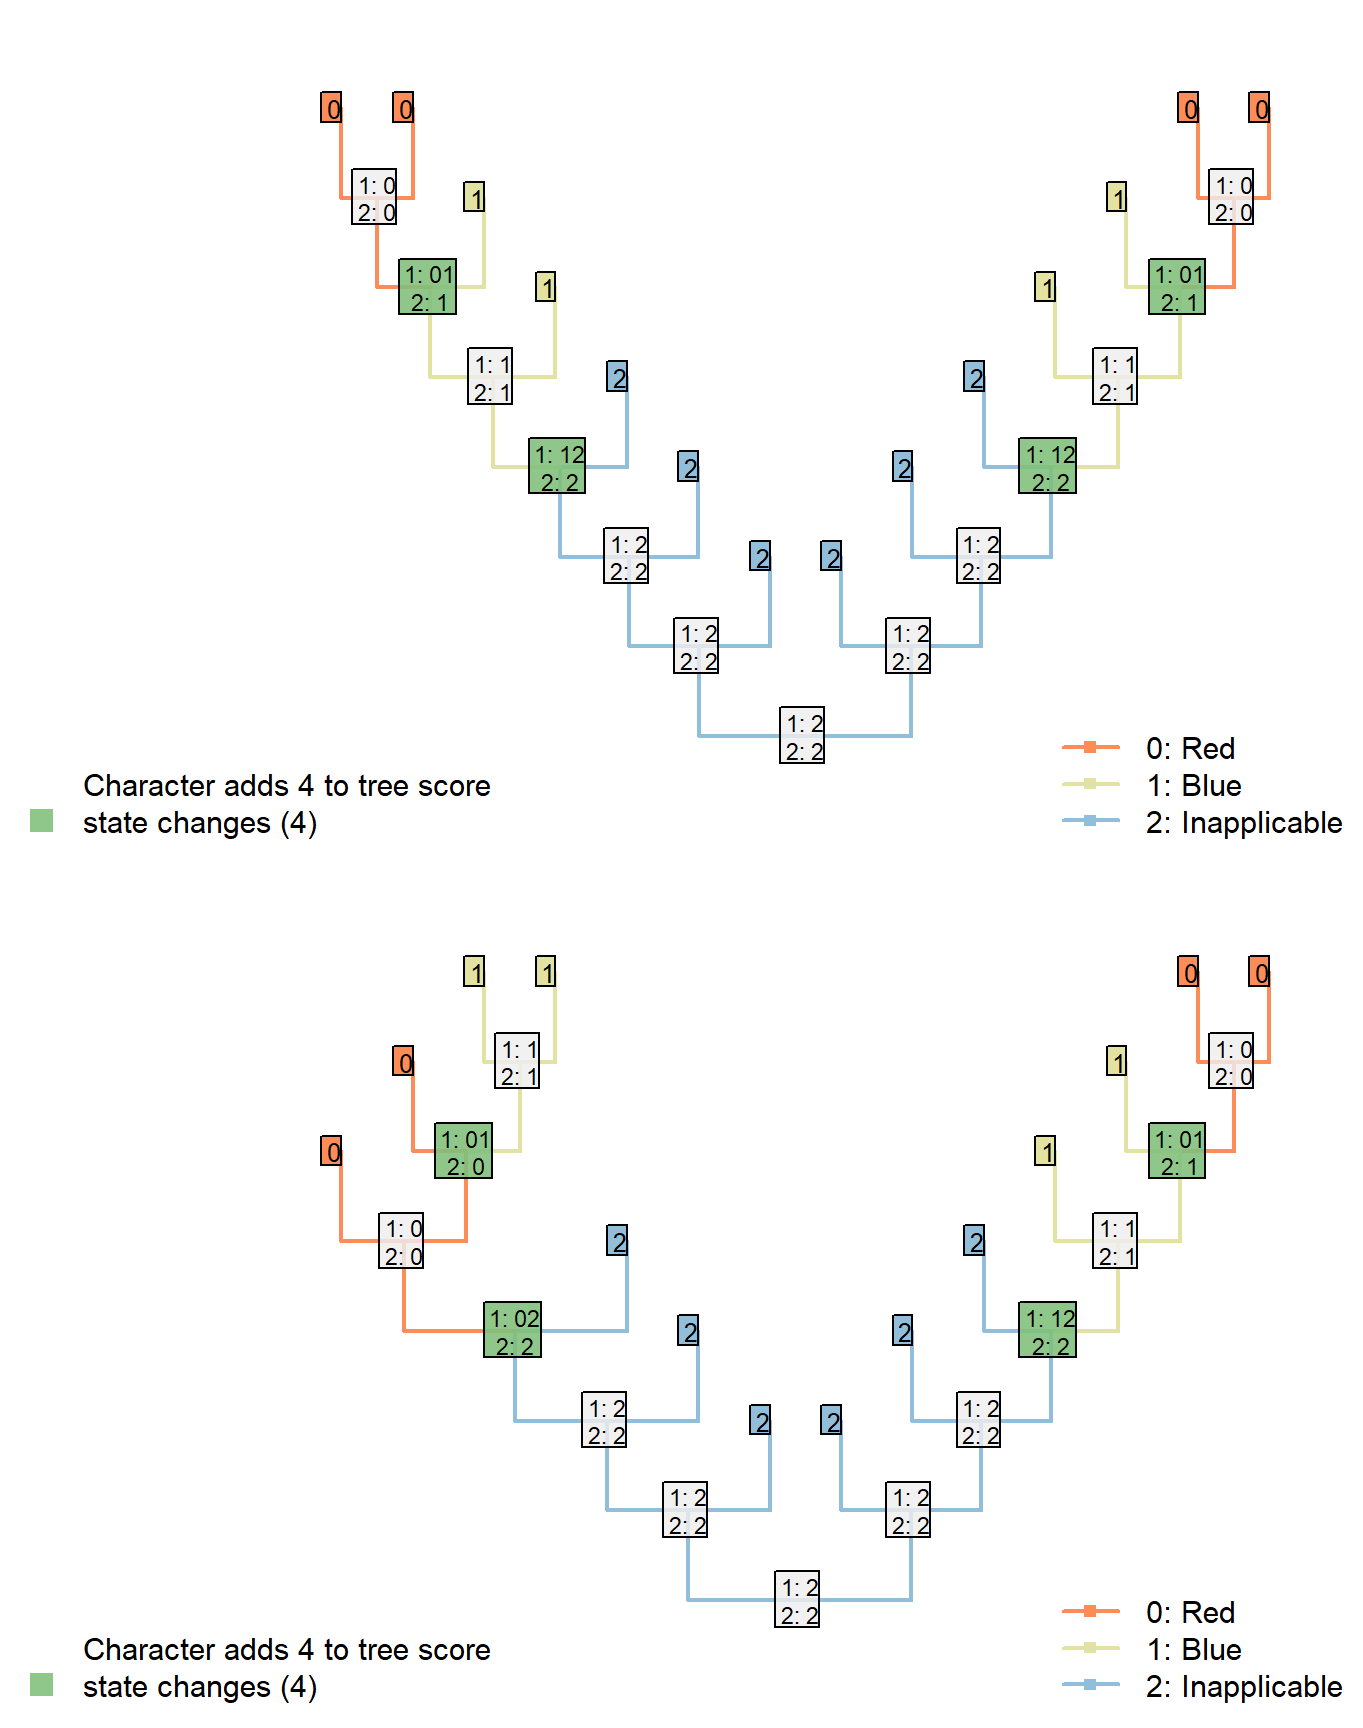 0 0 0 0
1: 0 1: 0
2: 0 2: 0
1 1
1: 01 1: 01
2: 1 2: 1
1 1
1: 1 1: 1
2: 1 2: 1
2 2
1: 12 1: 12
2: 2 2: 2
2 2
1: 2 1: 2
2: 2 2: 2
2 2
1: 2 1: 2
2: 2 2: 2
1: 2
2: 2
0: Red
1: Blue
2: Inapplicable
Character adds 4 to tree score
state changes (4)
1 1 0 0
1: 1 1: 0
2: 1 2: 0
0 1
1: 01 1: 01
2: 0 2: 1
0 1
1: 0 1: 1
2: 0 2: 1
2 2
1: 02 1: 12
2: 2 2: 2
2 2
1: 2 1: 2
2: 2 2: 2
2 2
1: 2 1: 2
2: 2 2: 2
1: 2
2: 2
0: Red
1: Blue
2: Inapplicable
Character adds 4 to tree score
state changes (4)